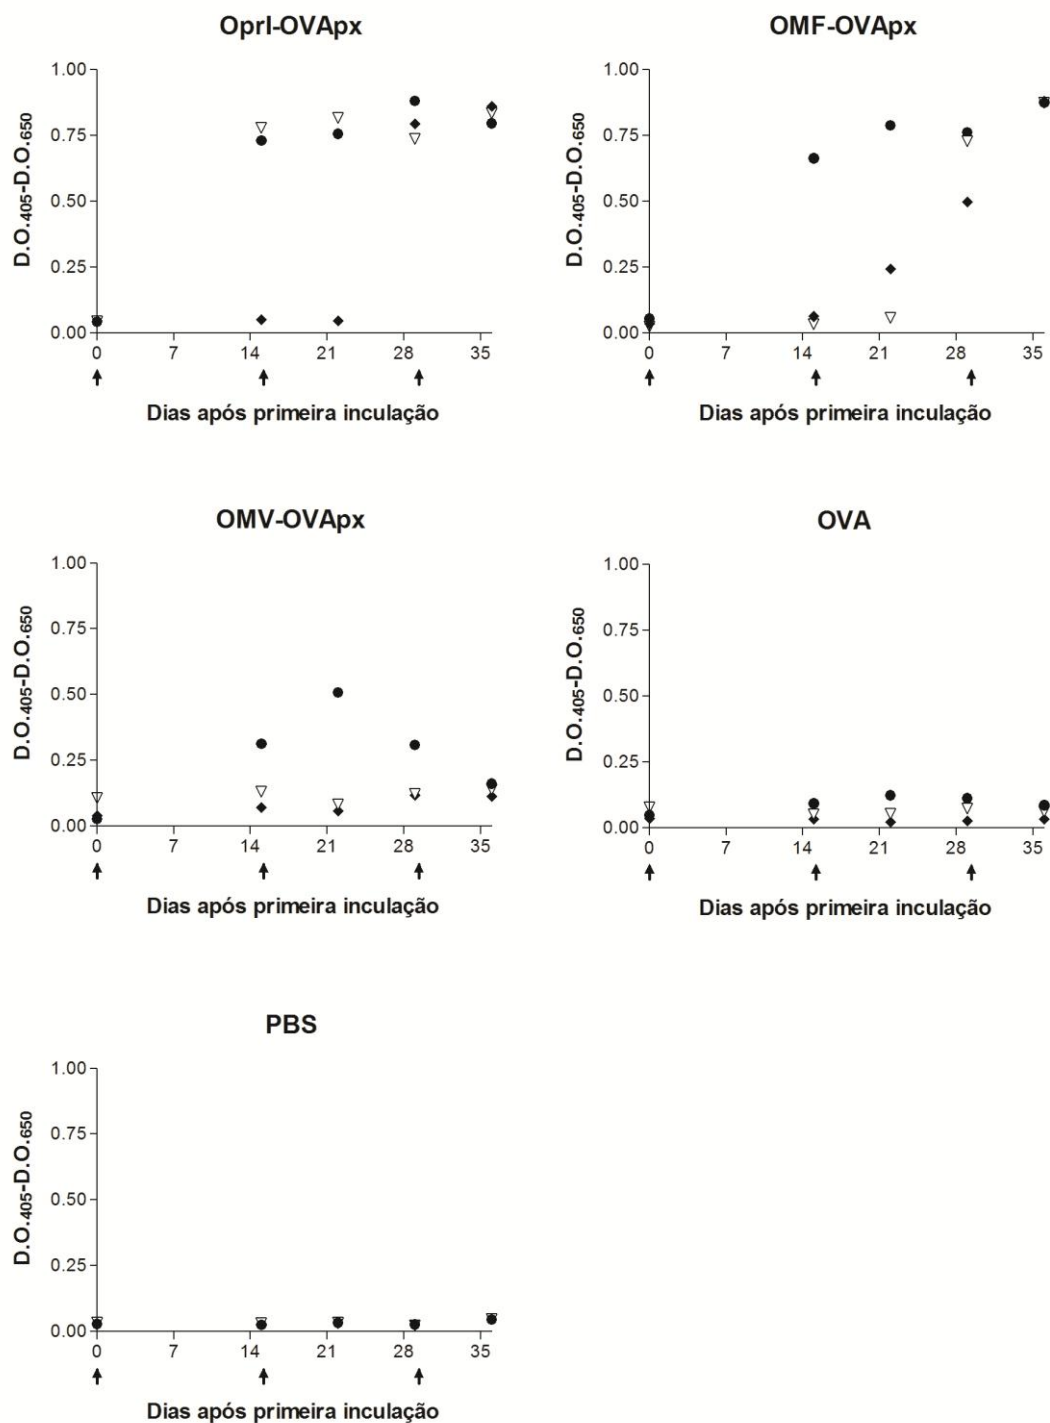 OprI-OVApx
1.00
0.75
0.50
0.25
0.00
D.O.405-D.O.650
0 7 14 21 28 35
Dias após primeira inculação
OMF-OVApx
1.00
0.75
0.50
0.25
0.00
D.O.405-D.O.650
0 7 14 21 28 35
Dias após primeira inculação
OMV-OVApx
1.00
0.75
0.50
0.25
0.00
D.O.405-D.O.650
0 7 14 21 28 35
Dias após primeira inculação
OVA
1.00
0.75
0.50
0.25
0.00
D.O.405-D.O.650
0 7 14 21 28 35
Dias após primeira inculação
PBS
1.00
0.75
0.50
0.25
0.00
D.O.405-D.O.650
0 7 14 21 28 35
Dias após primeira inculação